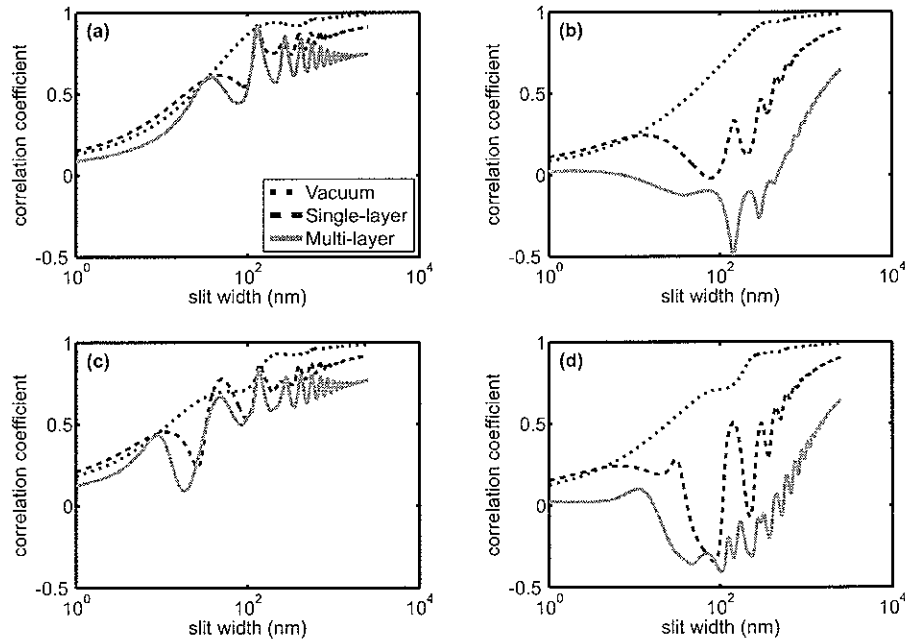 (a)
correlation coefficient
1
0.5
0
-0.5
10^0
10^2
10^4
slit width (nm)
Vacuum
Single-layer
Multi-layer
(b)
correlation coefficient
1
0.5
0
-0.5
10^0
10^2
10^4
slit width (nm)
(c)
correlation coefficient
1
0.5
0
-0.5
10^0
10^2
10^4
slit width (nm)
(d)
correlation coefficient
1
0.5
0
-0.5
10^0
10^2
10^4
slit width (nm)